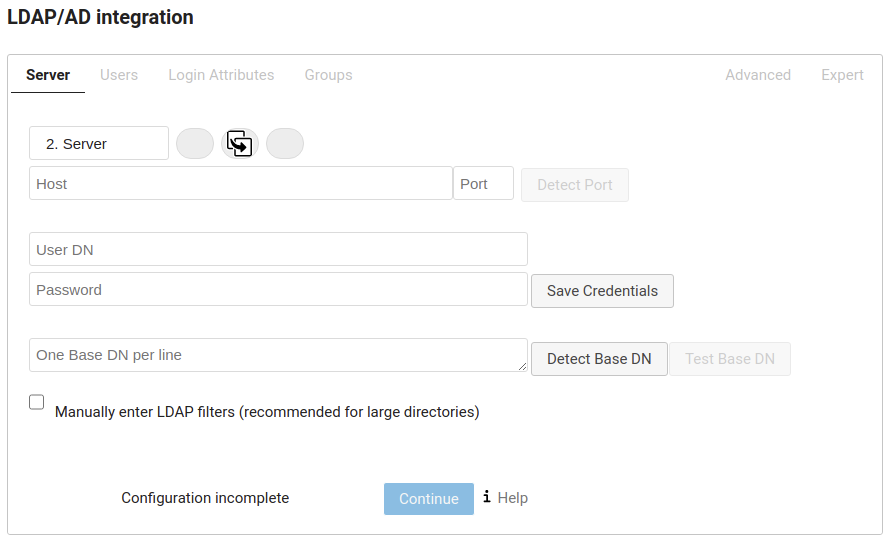 LDAP/AD integration
Server Users Login Attributes Groups Advanced Expert
2. Server
Host Port Detect Port
User DN
Password Save Credentials
One Base DN per line Detect Base DN Test Base DN
Manually enter LDAP filters (recommended for large directories)
Configuration incomplete Continue i Help